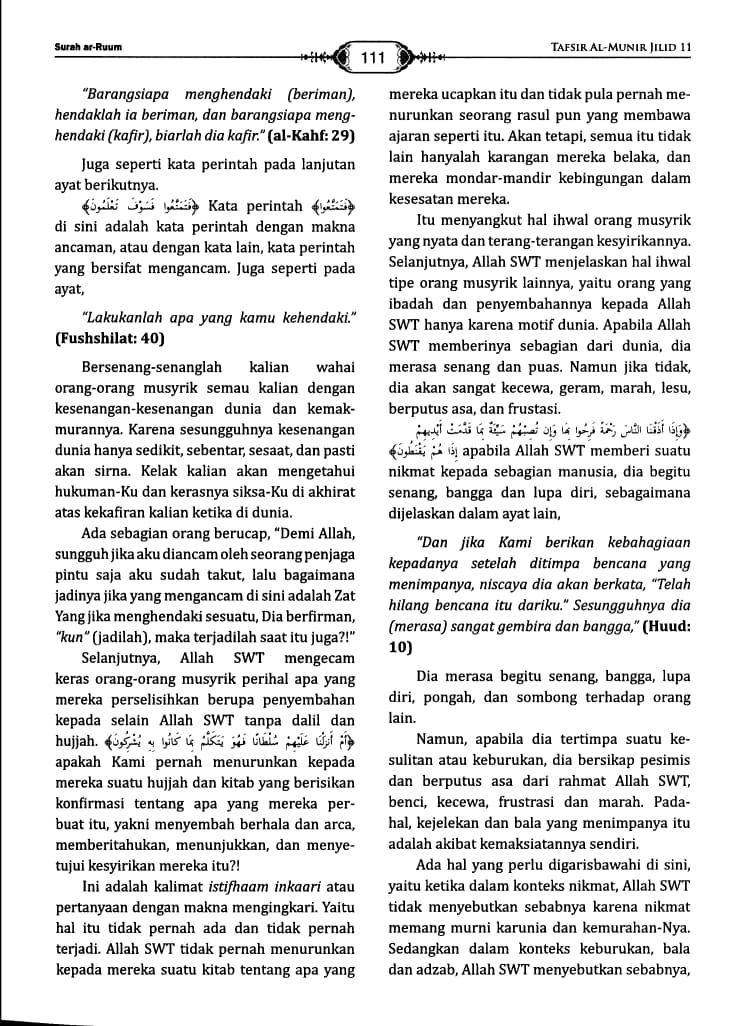 Surah ar-Ruum
111
Tafsir Al-Munir Jilid 11
"Barangsiapa menghendaki (beriman),
hendaklah ia beriman, dan barangsiapa meng-
hendaki (kafir), biarlah dia kafir." (al-Kahf: 29)
Juga seperti kata perintah pada lanjutan
ayat berikutnya.
﴿فَتَمَتَّعُوا فَسَوْفَ تَعْلَمُونَ﴾ Kata perintah ﴿فَتَمَتَّعُوا﴾
di sini adalah kata perintah dengan makna
ancaman, atau dengan kata lain, kata perintah
yang bersifat mengancam. Juga seperti pada
ayat,
"Lakukanlah apa yang kamu kehendaki."
(Fushshilat: 40)
Bersenang-senanglah kalian wahai
orang-orang musyrik semau kalian dengan
kesenangan-kesenangan dunia dan kemak-
murannya. Karena sesungguhnya kesenangan
dunia hanya sedikit, sebentar, sesaat, dan pasti
akan sirna. Kelak kalian akan mengetahui
hukuman-Ku dan kerasnya siksa-Ku di akhirat
atas kekafiran kalian ketika di dunia.
Ada sebagian orang berucap, "Demi Allah,
sungguh jika aku diancam oleh seorang penjaga
pintu saja aku sudah takut, lalu bagaimana
jadinya jika yang mengancam di sini adalah Zat
Yang jika menghendaki sesuatu, Dia berfirman,
"kun" (jadilah), maka terjadilah saat itu juga?!"
Selanjutnya, Allah SWT mengecam
keras orang-orang musyrik perihal apa yang
mereka perselisihkan berupa penyembahan
kepada selain Allah SWT tanpa dalil dan
hujjah. ﴿أَمْ أَنزَلْنَا عَلَيْهِمْ سُلْطَانًا فَهُوَ يَتَكَلَّمُ بِمَا كَانُوا بِهِ يُشْرِكُونَ﴾
apakah Kami pernah menurunkan kepada
mereka suatu hujjah dan kitab yang berisikan
konfirmasi tentang apa yang mereka per-
buat itu, yakni menyembah berhala dan arca,
memberitahukan, menunjukkan, dan menye-
tujui kesyirikan mereka itu?!
Ini adalah kalimat istifhaam inkaari atau
pertanyaan dengan makna mengingkari. Yaitu
hal itu tidak pernah ada dan tidak pernah
terjadi. Allah SWT tidak pernah menurunkan
kepada mereka suatu kitab tentang apa yang
mereka ucapkan itu dan tidak pula pernah me-
nurunkan seorang rasul pun yang membawa
ajaran seperti itu. Akan tetapi, semua itu tidak
lain hanyalah karangan mereka belaka, dan
mereka mondar-mandir kebingungan dalam
kesesatan mereka.
Itu menyangkut hal ihwal orang musyrik
yang nyata dan terang-terangan kesyirikannya.
Selanjutnya, Allah SWT menjelaskan hal ihwal
tipe orang musyrik lainnya, yaitu orang yang
ibadah dan penyembahannya kepada Allah
SWT hanya karena motif dunia. Apabila Allah
SWT memberinya sebagian dari dunia, dia
merasa senang dan puas. Namun jika tidak,
dia akan sangat kecewa, geram, marah, lesu,
berputus asa, dan frustasi.
﴿وَإِذَا أَذَقْنَا النَّاسَ رَحْمَةً فَرِحُوا بِهَا وَإِن تُصِبْهُمْ سَيِّئَةٌ بِمَا قَدَّمَتْ أَيْدِيهِمْ
إِذَا هُمْ يَقْنَطُونَ﴾ apabila Allah SWT memberi suatu
nikmat kepada sebagian manusia, dia begitu
senang, bangga dan lupa diri, sebagaimana
dijelaskan dalam ayat lain,
"Dan jika Kami berikan kebahagiaan
kepadanya setelah ditimpa bencana yang
menimpanya, niscaya dia akan berkata, "Telah
hilang bencana itu dariku." Sesungguhnya dia
(merasa) sangat gembira dan bangga," (Huud:
10)
Dia merasa begitu senang, bangga, lupa
diri, pongah, dan sombong terhadap orang
lain.
Namun, apabila dia tertimpa suatu ke-
sulitan atau keburukan, dia bersikap pesimis
dan berputus asa dari rahmat Allah SWT,
benci, kecewa, frustrasi dan marah. Pada-
hal, kejelekan dan bala yang menimpanya itu
adalah akibat kemaksiatannya sendiri.
Ada hal yang perlu digarisbawahi di sini,
yaitu ketika dalam konteks nikmat, Allah SWT
tidak menyebutkan sebabnya karena nikmat
memang murni karunia dan kemurahan-Nya.
Sedangkan dalam konteks keburukan, bala
dan adzab, Allah SWT menyebutkan sebabnya,